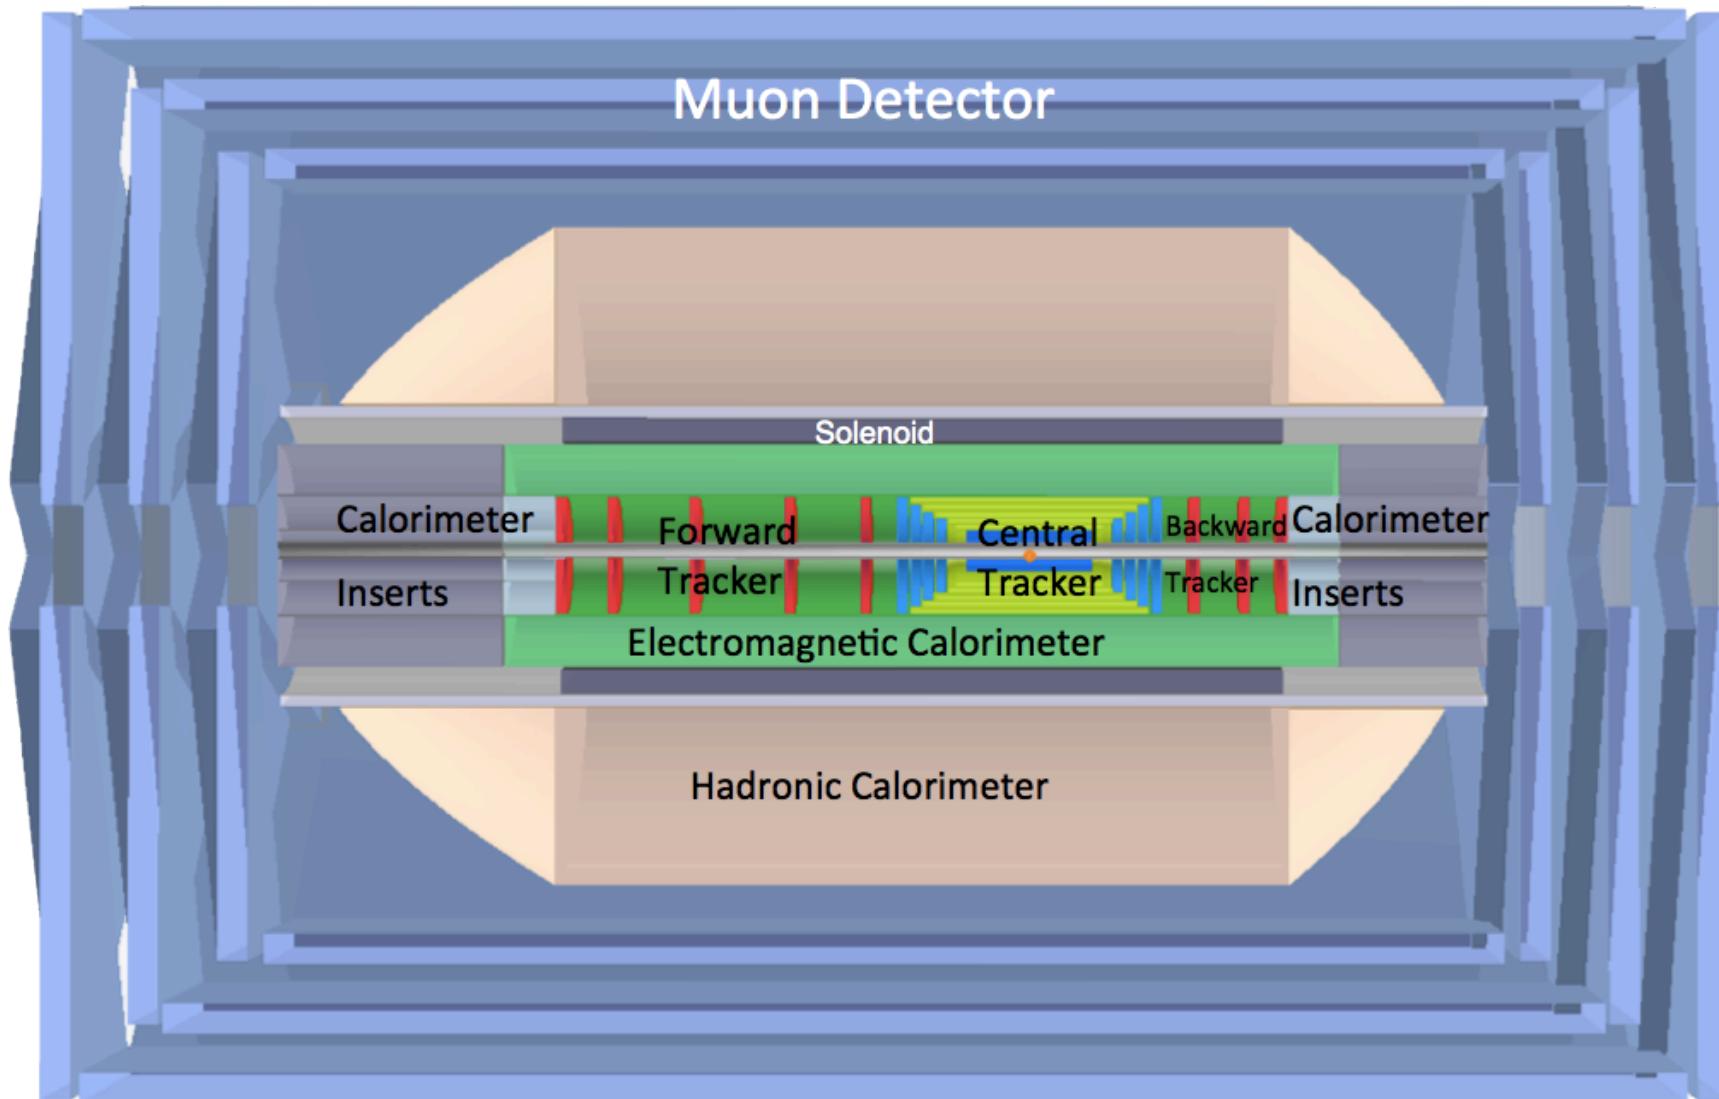 Muon Detector
Solenoid
Calorimeter
Inserts
Forward
Tracker
Central
Tracker
Backward
Tracker
Calorimeter
Inserts
Electromagnetic Calorimeter
Hadronic Calorimeter